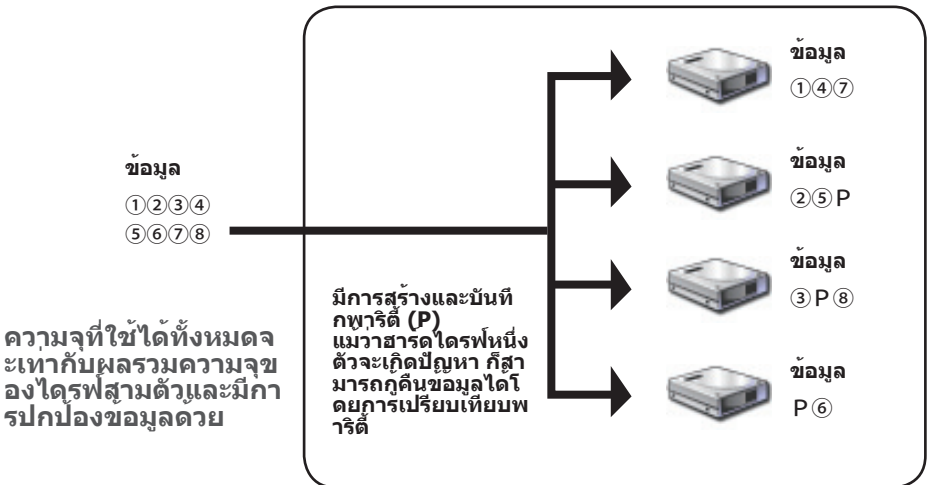 ข้อมูล
①②③④
⑤⑥⑦⑧
ความจุที่ใช้ได้ทั้งหมดจ
ะเท่ากับผลรวมความจุข
องไดรฟ์สามตัวและมีกา
รปกป้องข้อมูลด้วย
มีการสร้างและบันทึ
กพาริตี้ (P)
แม้ว่าฮาร์ดไดรฟ์หนึ่ง
ตัวจะเกิดปัญหา ก็สา
มารถกู้คืนข้อมูลได้โ
ดยการเปรียบเทียบพ
าริตี้
ข้อมูล
①④⑦
ข้อมูล
②⑤P
ข้อมูล
③P⑧
ข้อมูล
P⑥